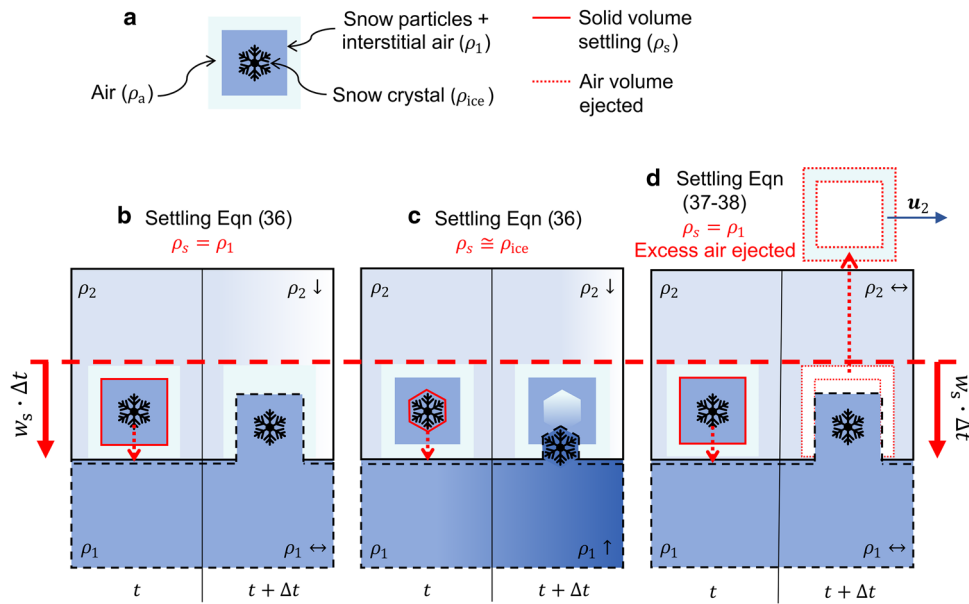 a
Snow particles +
interstitial air (ρ₁)
Air (ρₐ)
Snow crystal (ρ_ice)
Solid volume
settling (ρₛ)
Air volume
ejected
b Settling Eqn (36)
ρₛ = ρ₁
c Settling Eqn (36)
ρₛ ≅ ρ_ice
d Settling Eqn
(37-38)
ρₛ = ρ₁
Excess air ejected
u₂
ρ₂
ρ₂ ↓
ρ₂
ρ₂ ↓
ρ₂
ρ₂ ↔
wₛ · Δt
wₛ · Δt
ρ₁
ρ₁ ↔
ρ₁
ρ₁ ↑
ρ₁
ρ₁ ↔
t
t + Δt
t
t + Δt
t
t + Δt